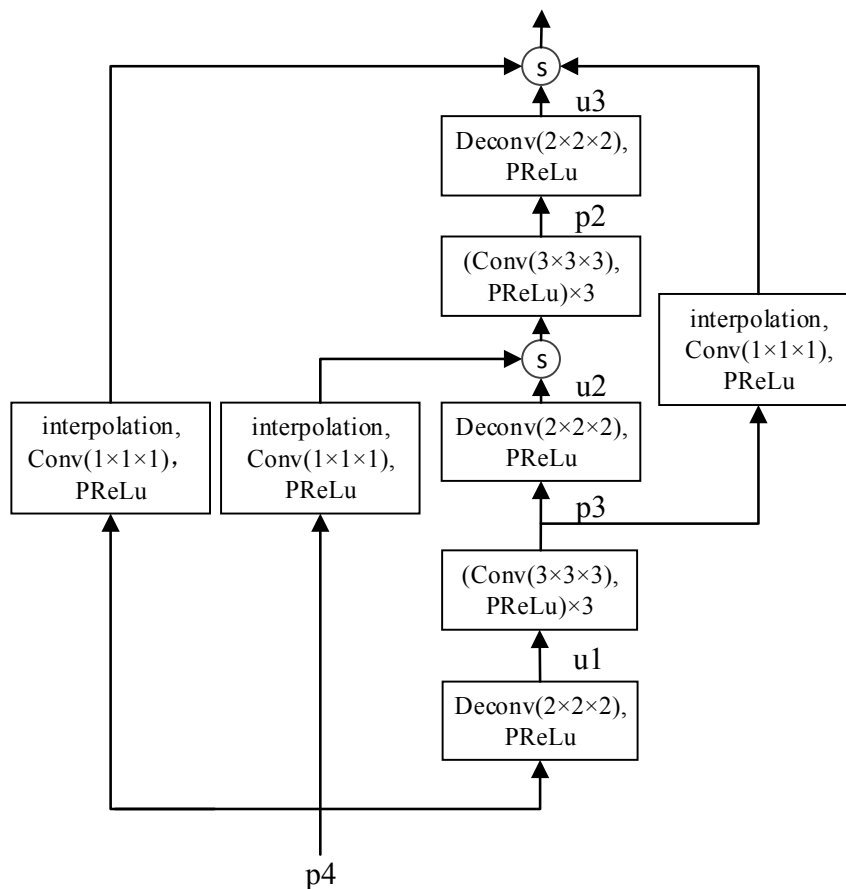 s
u3
Deconv(2×2×2),
PReLu
p2
(Conv(3×3×3),
PReLu)×3
interpolation,
Conv(1×1×1),
PReLu
s
u2
interpolation,
Conv(1×1×1)，
PReLu
interpolation,
Conv(1×1×1),
PReLu
Deconv(2×2×2),
PReLu
p3
(Conv(3×3×3),
PReLu)×3
u1
Deconv(2×2×2),
PReLu
p4